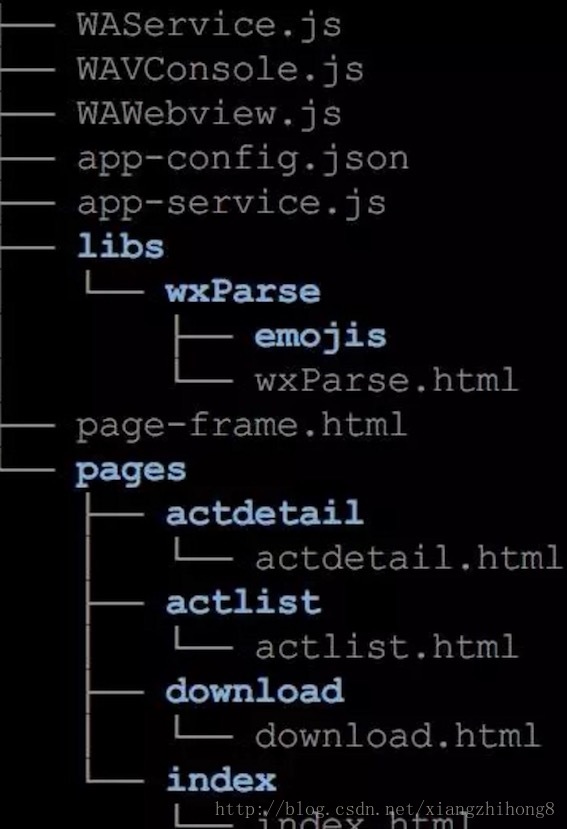 ├── WAService.js
├── WAVConsole.js
├── WAWebview.js
├── app-config.json
├── app-service.js
├── libs
│   └── wxParse
│       ├── emojis
│       └── wxParse.html
├── page-frame.html
└── pages
    ├── actdetail
    │   └── actdetail.html
    ├── actlist
    │   └── actlist.html
    ├── download
    │   └── download.html
    └── index
        └── index.html
http://blog.csdn.net/xiangzhihong8